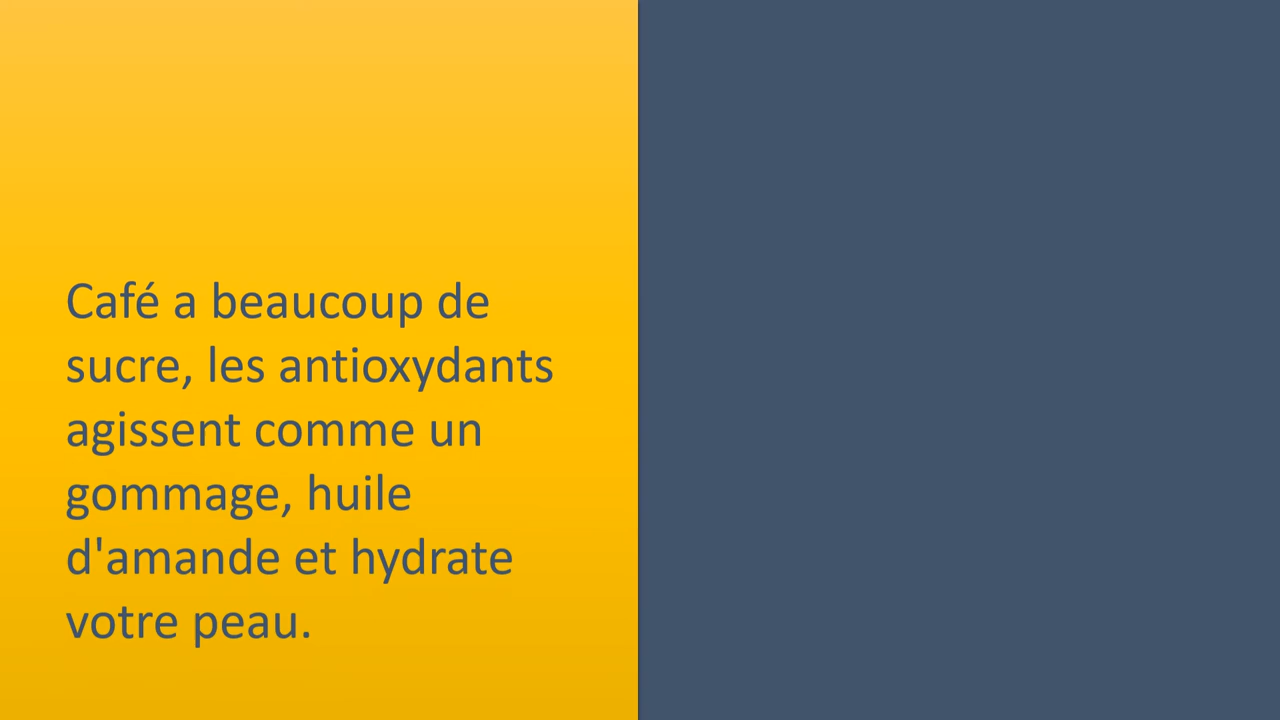 Café a beaucoup de
sucre, les antioxydants
agissent comme un
gommage, huile
d'amande et hydrate
votre peau.